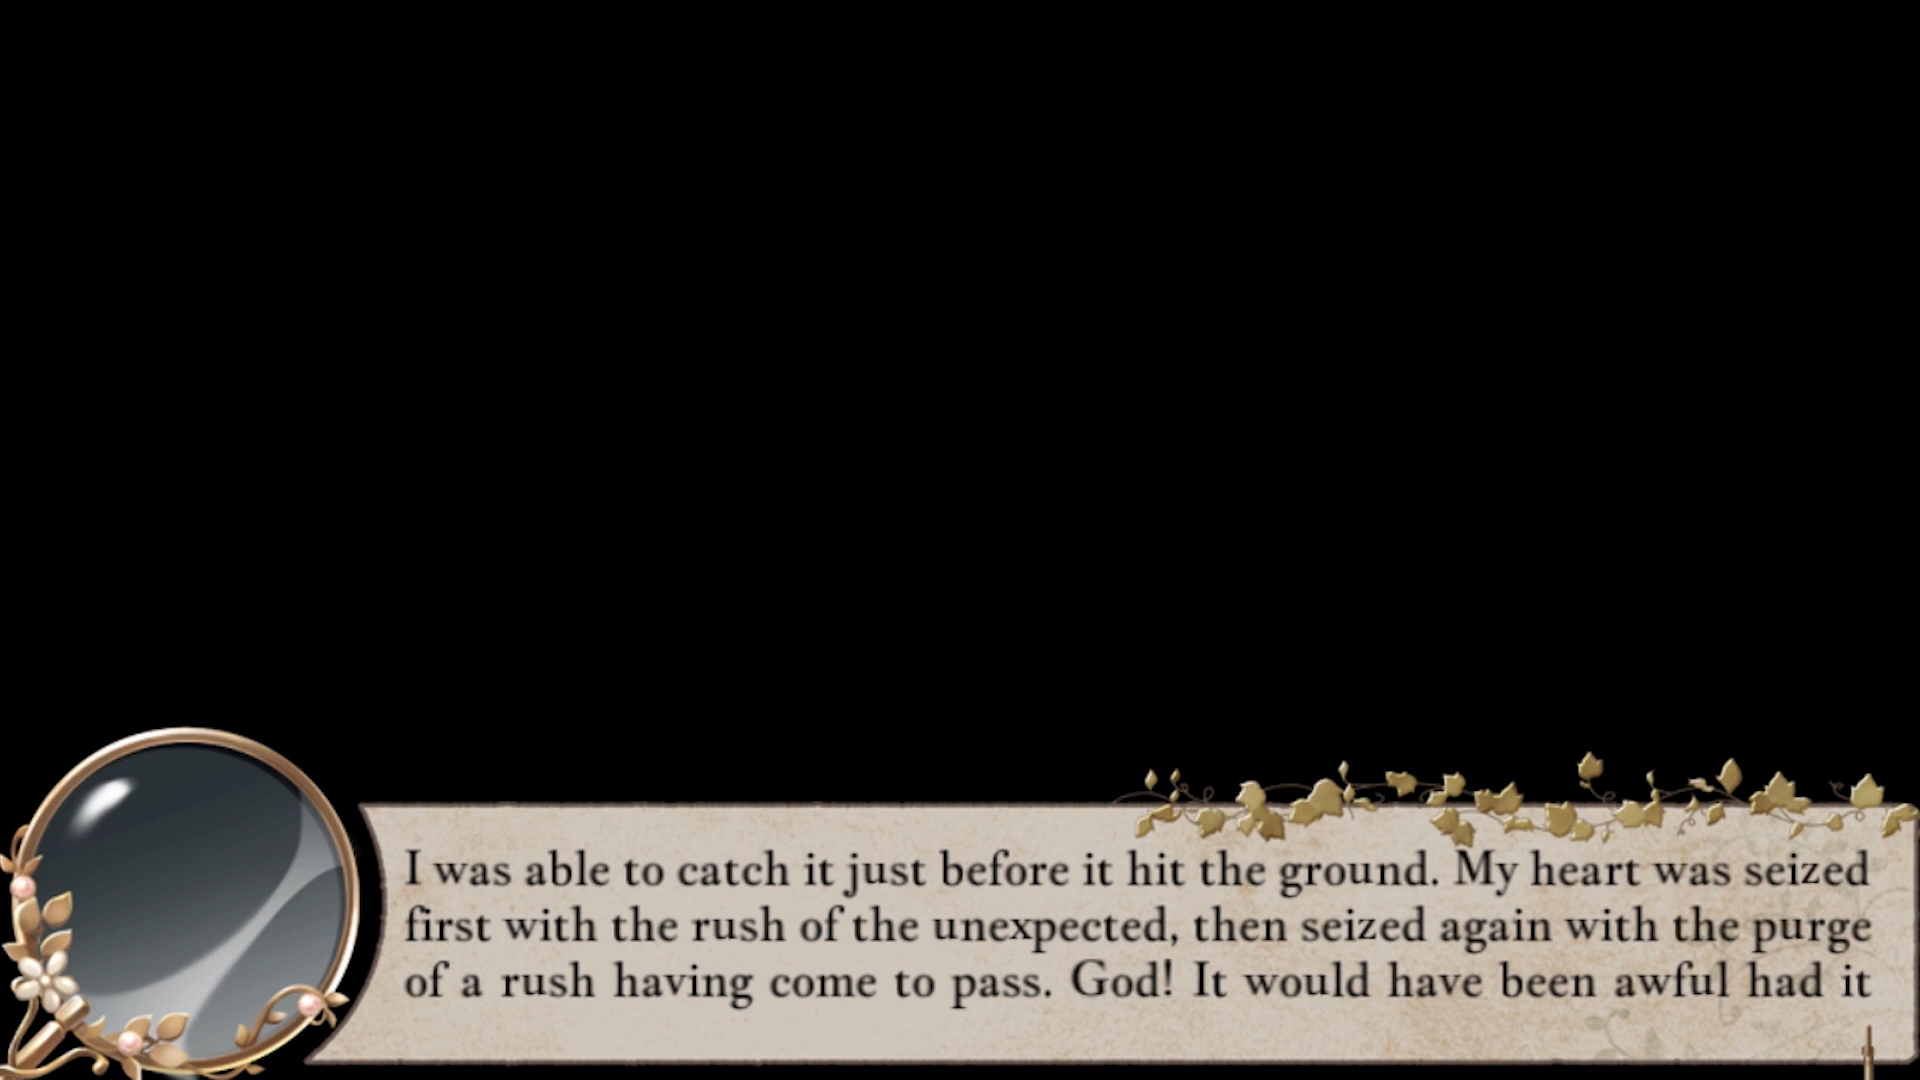 I was able to catch it just before it hit the ground. My heart was seized
first with the rush of the unexpected, then seized again with the purge
of a rush having come to pass. God! It would have been awful had it